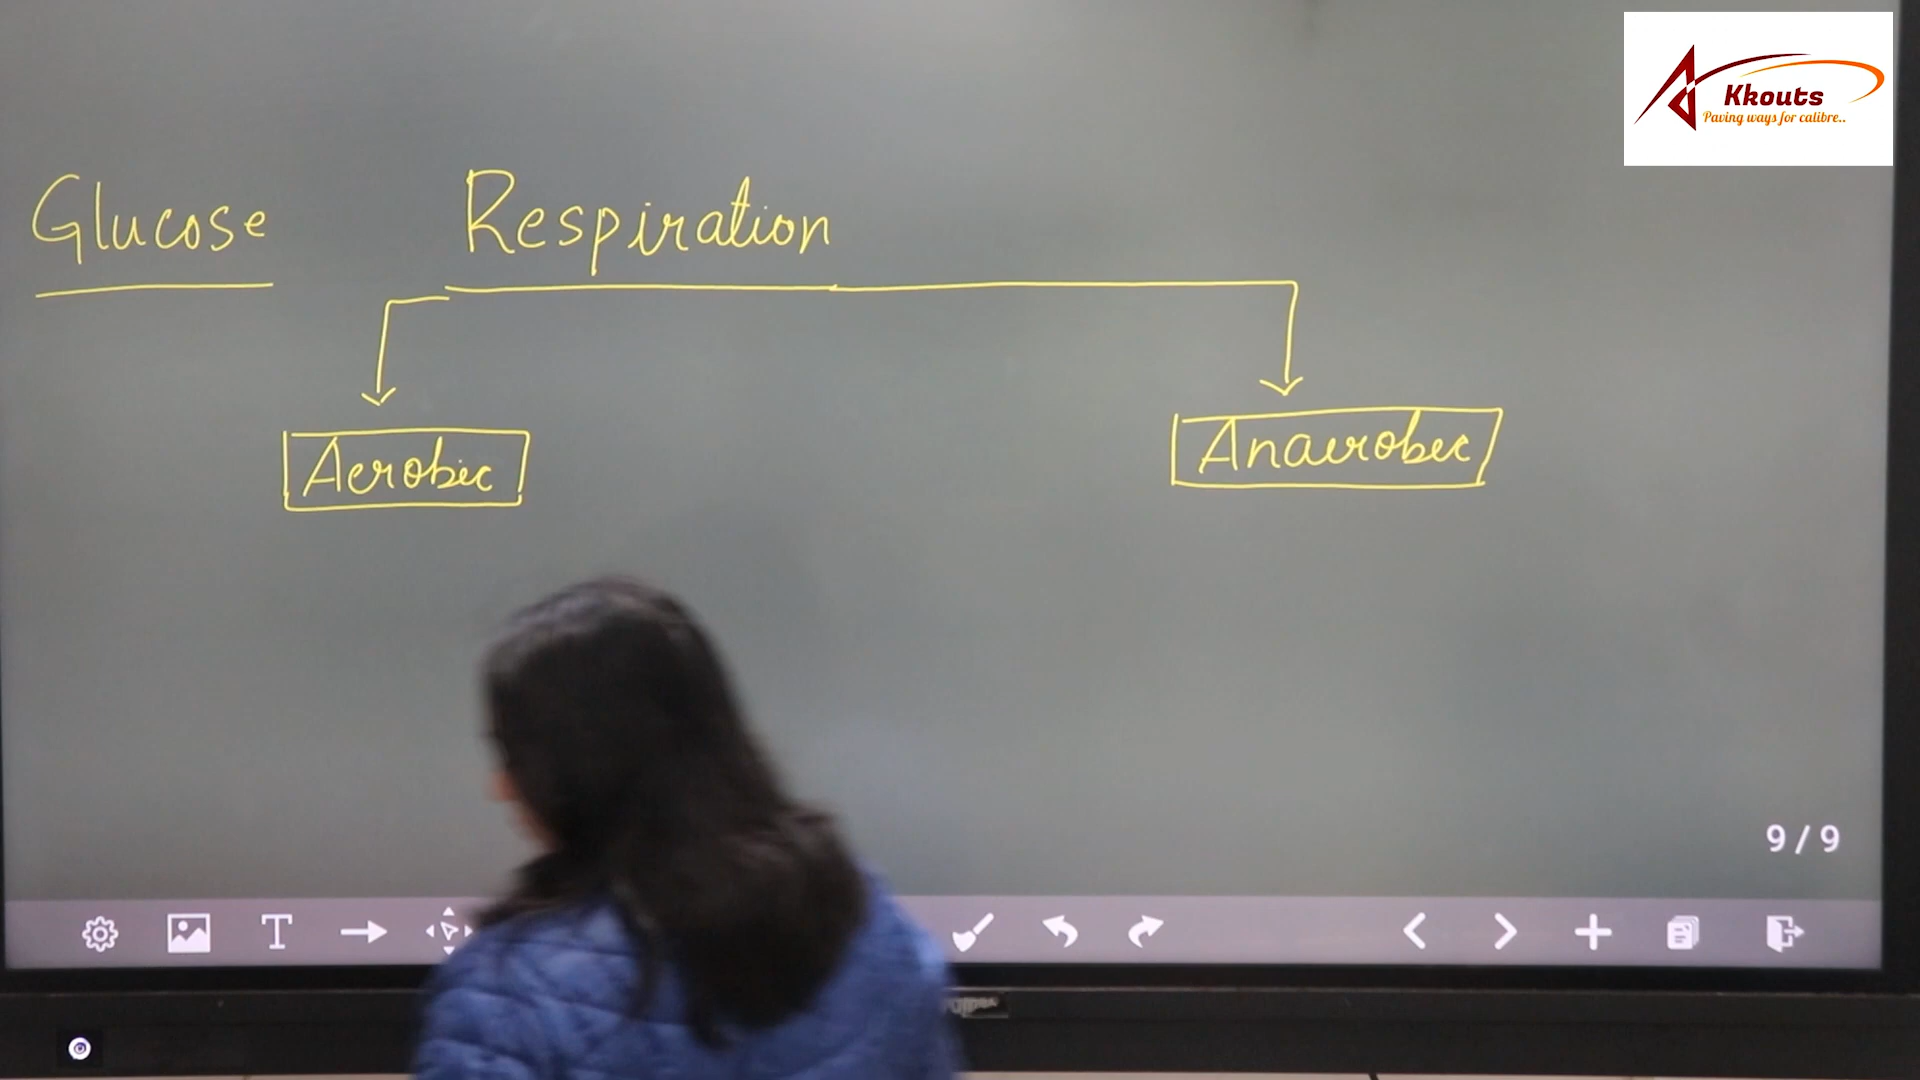 Kkouts
Paving ways for calibre..
Glucose Respiration
Aerobic Anaerobic
9/9
T